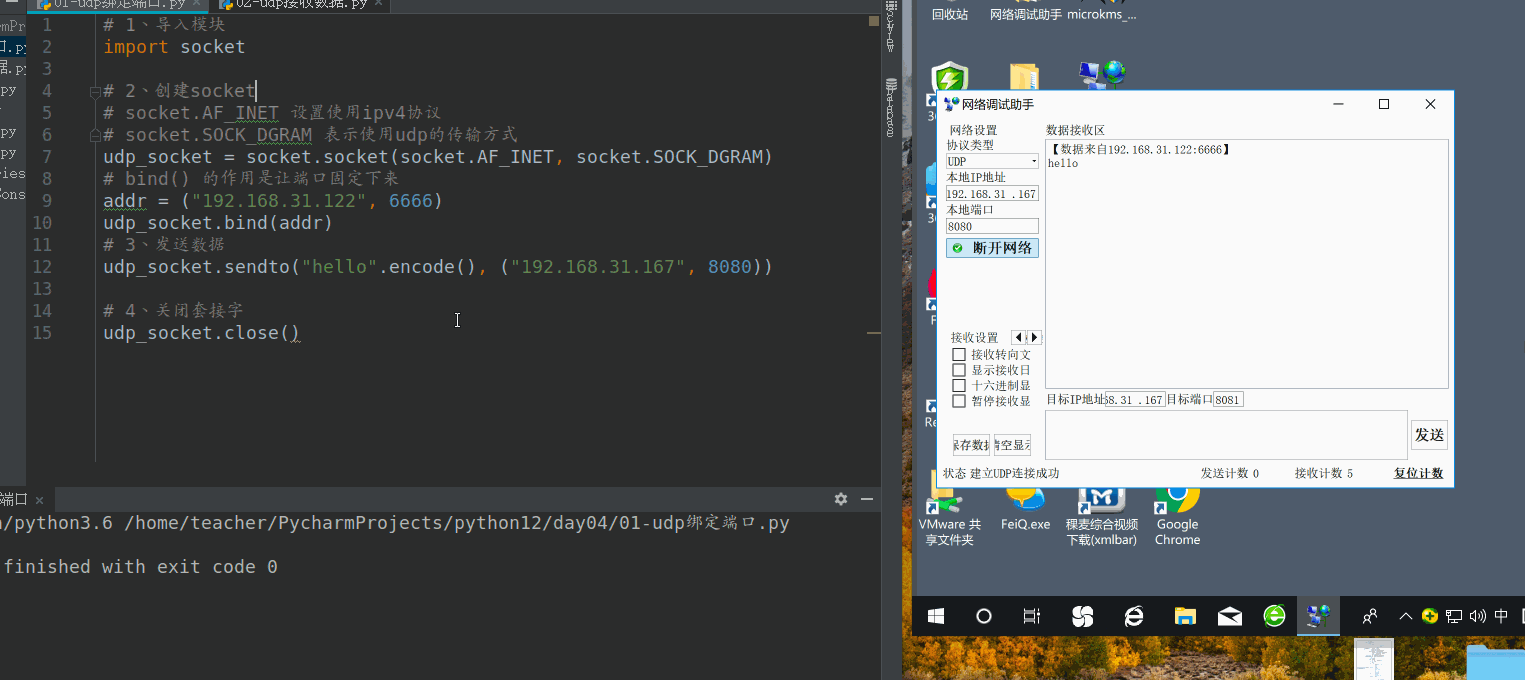 01-udp绑定端口.py × 02-udp接收数据.py ×
1 # 1、导入模块
2 import socket
3
4 # 2、创建socket
5 # socket.AF_INET 设置使用ipv4协议
6 # socket.SOCK_DGRAM 表示使用udp的传输方式
7 udp_socket = socket.socket(socket.AF_INET, socket.SOCK_DGRAM)
8 # bind() 的作用是让端口固定下来
9 addr = ("192.168.31.122", 6666)
10 udp_socket.bind(addr)
11 # 3、发送数据
12 udp_socket.sendto("hello".encode(), ("192.168.31.167", 8080))
13
14 # 4、关闭套接字
15 udp_socket.close()
端口 ×
/python3.6 /home/teacher/PycharmProjects/python12/day04/01-udp绑定端口.py
finished with exit code 0
Database
回收站
网络调试助手
microkms_...
网络调试助手
网络设置
协议类型
UDP
本地IP地址
192.168.31 .167
本地端口
8080
断开网络
接收设置
接收转向文
显示接收日
十六进制显
暂停接收显
保存数据
清空显示
数据接收区
【数据来自192.168.31.122:6666】
hello
目标IP地址 .31 .167 目标端口 8081
发送
状态 建立UDP连接成功 发送计数 0 接收计数 5 复位计数
VMware 共
享文件夹
FeiQ.exe
稞麦综合视频
下载(xmlbar)
Google
Chrome
中